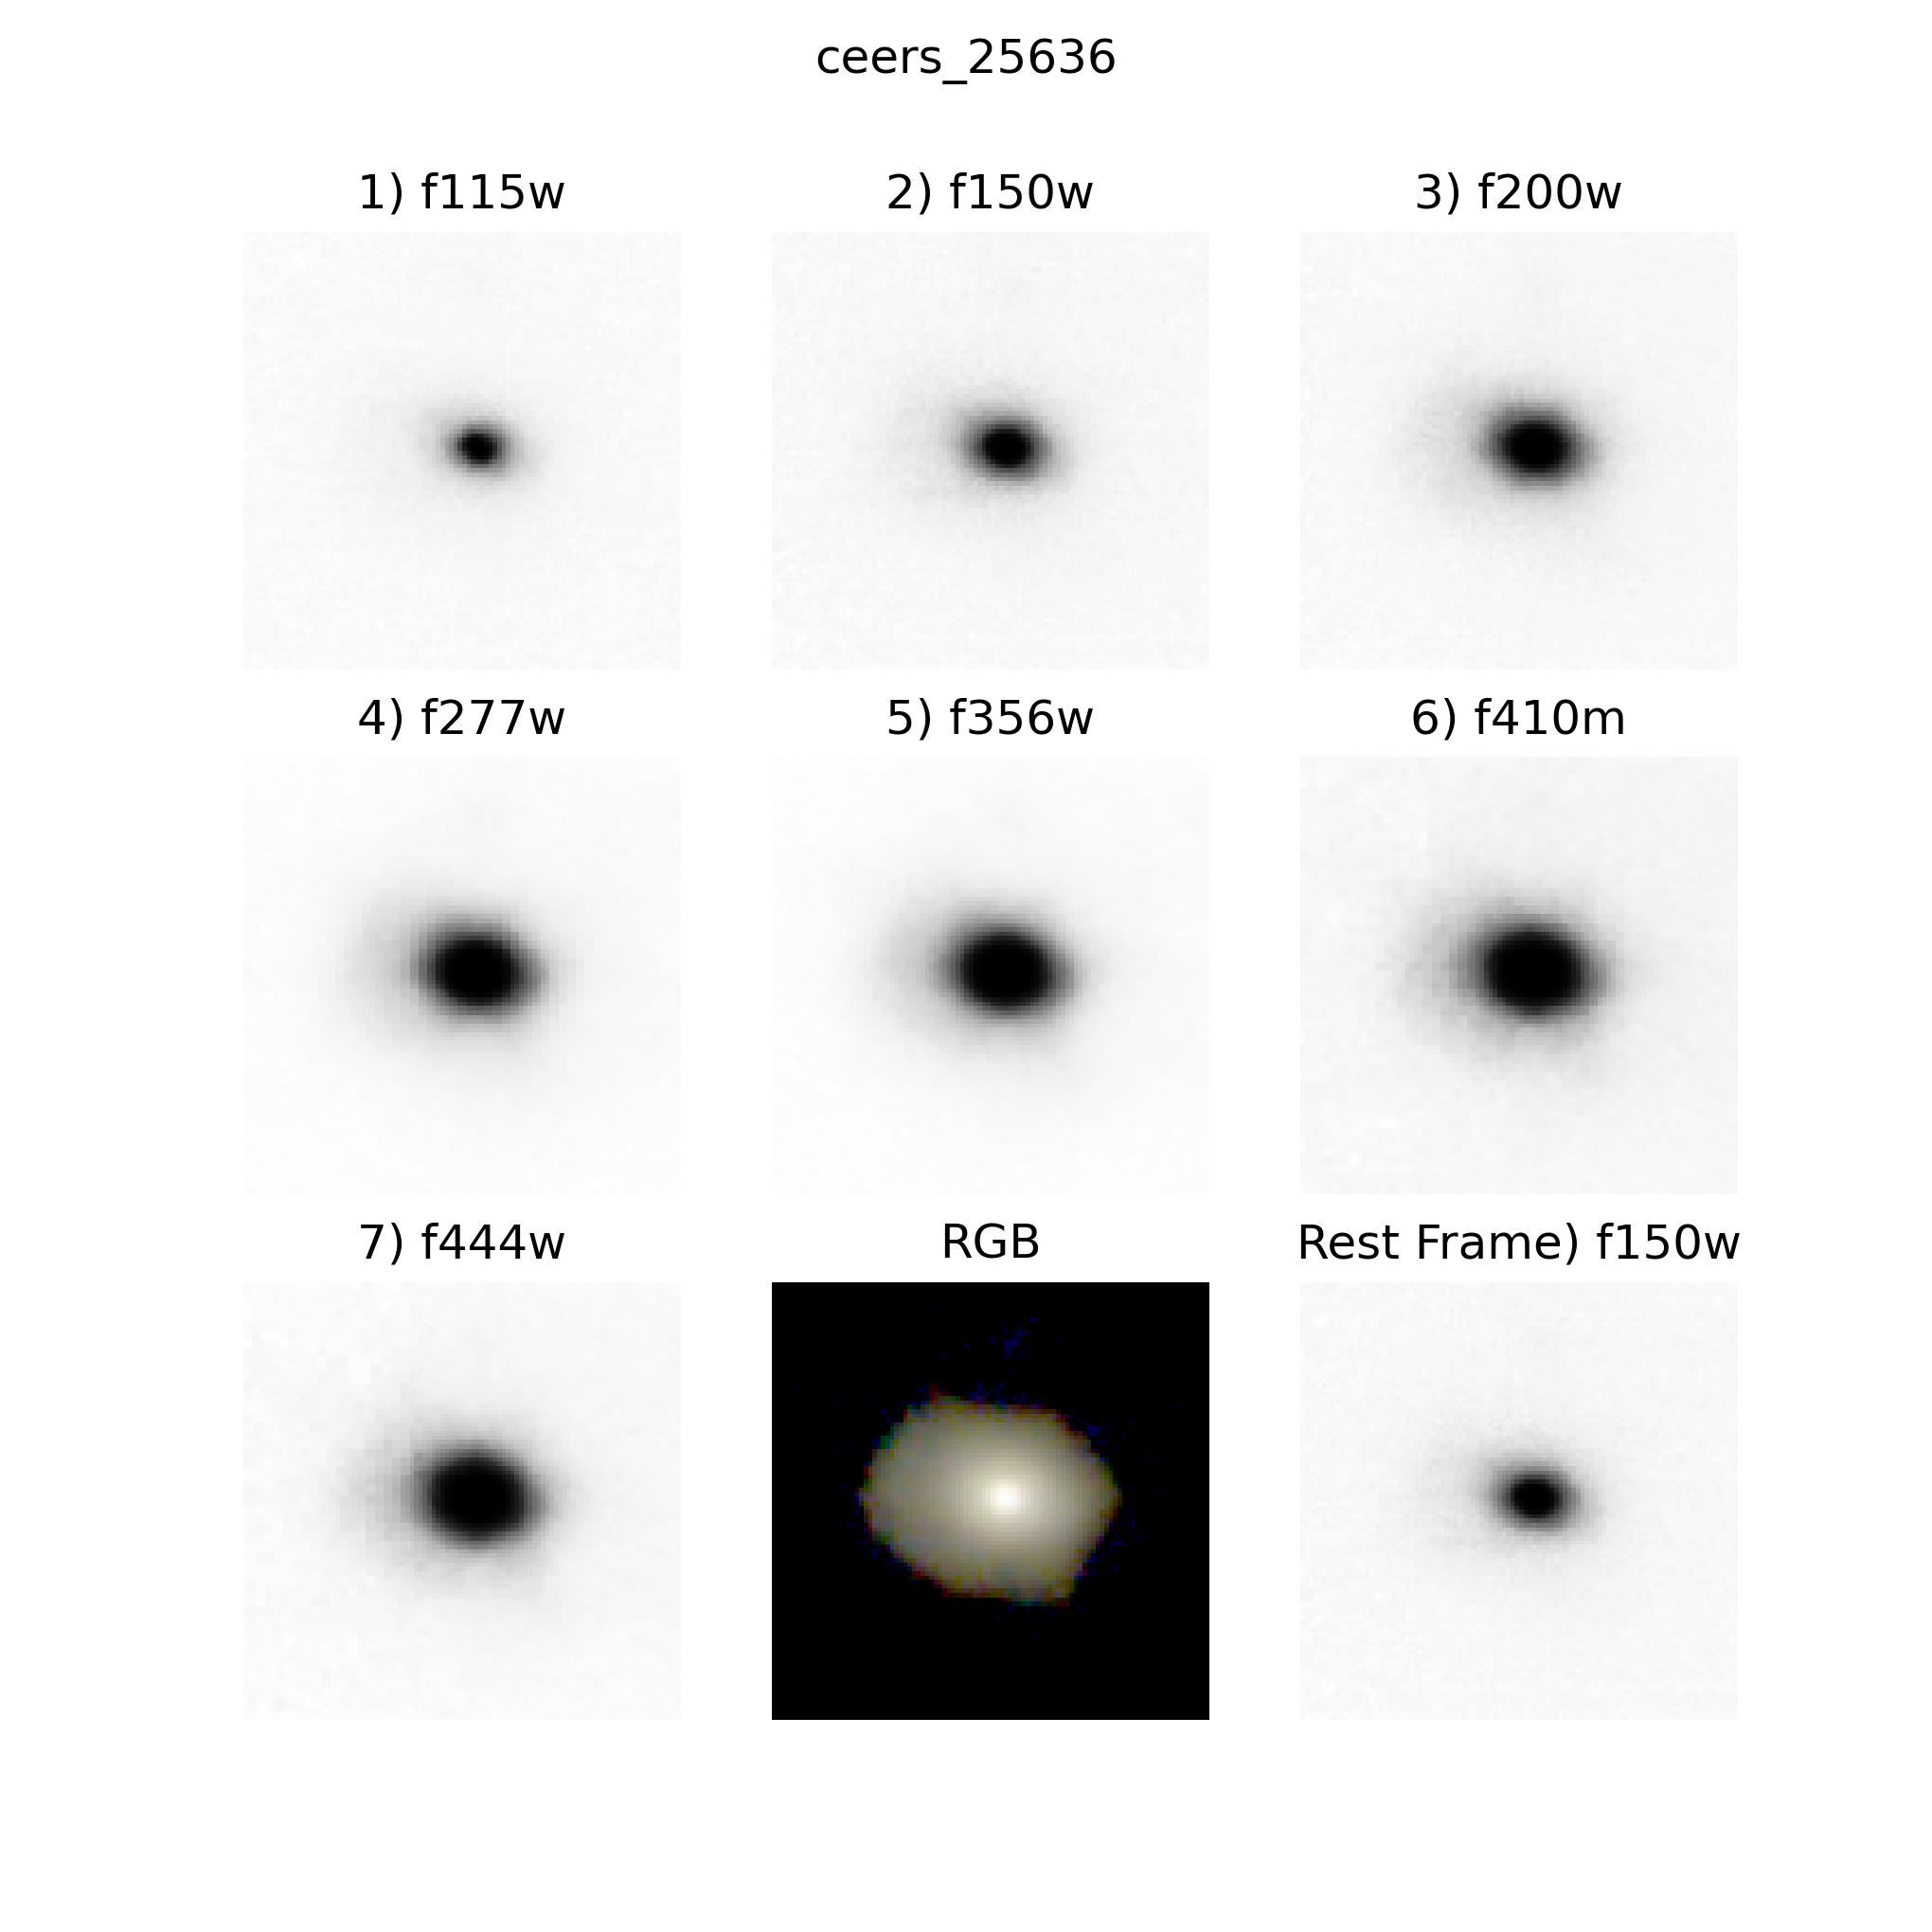 ceers_25636
1) f115w
2) f150w
3) f200w
4) f277w
5) f356w
6) f410m
7) f444w
RGB
Rest Frame) f150w